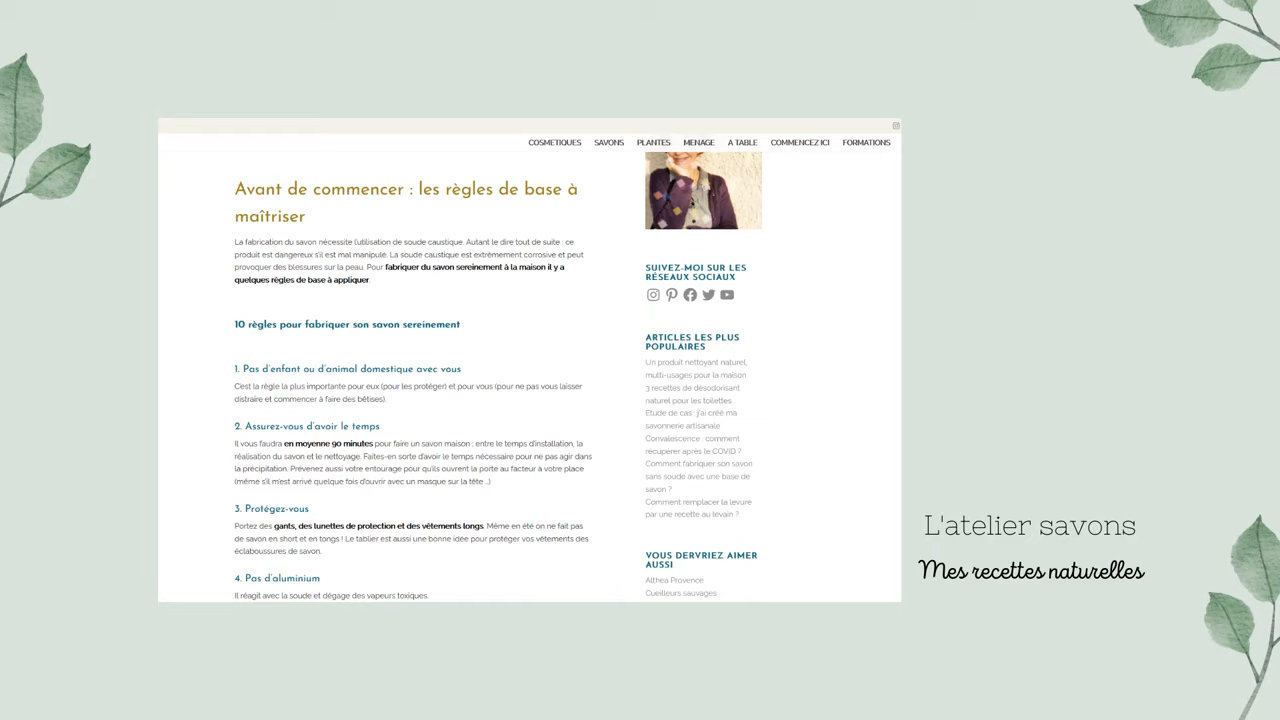 COSMETIQUES SAVONS PLANTES MENAGE A TABLE COMMENCEZ ICI FORMATIONS
Avant de commencer : les règles de base à
maîtriser
La fabrication du savon nécessite l'utilisation de soude caustique. Autant le dire tout de suite : ce
produit est dangereux s'il est mal manipulé. La soude caustique est extrêmement corrosive et peut
provoquer des blessures sur la peau. Pour fabriquer du savon sereinement à la maison il y a
quelques règles de base à appliquer.
10 règles pour fabriquer son savon sereinement
1. Pas d'enfant ou d'animal domestique avec vous
C'est la règle la plus importante pour eux (pour les protéger) et pour vous (pour ne pas vous laisser
distraire et commencer à faire des bêtises).
2. Assurez-vous d'avoir le temps
Il vous faudra en moyenne 90 minutes pour faire un savon maison : entre le temps d'installation, la
réalisation du savon et le nettoyage. Faites-en sorte d'avoir le temps nécessaire pour ne pas agir dans
la précipitation. Prévenez aussi votre entourage pour qu'ils ouvrent la porte au facteur à votre place
(même s'il m'est arrivé quelque fois d'ouvrir avec un masque sur la tête ...)
3. Protégez-vous
Portez des gants, des lunettes de protection et des vêtements longs. Même en été on ne fait pas
de savon en short et en tongs ! Le tablier est aussi une bonne idée pour protéger vos vêtements des
éclaboussures de savon.
4. Pas d'aluminium
Il réagit avec la soude et dégage des vapeurs toxiques.
SUIVEZ-MOI SUR LES
RÉSEAUX SOCIAUX
ARTICLES LES PLUS
POPULAIRES
Un produit nettoyant naturel,
multi-usages pour la maison
3 recettes de désodorisant
naturel pour les toilettes
Etude de cas : j'ai créé ma
savonnerie artisanale
Convalescence : comment
récupérer après le COVID ?
Comment fabriquer son savon
sans soude avec une base de
savon ?
Comment remplacer la levure
par une recette au levain ?
VOUS DERVRIEZ AIMER
AUSSI
Althea Provence
Cueilleurs sauvages
L'atelier savons
Mes recettes naturelles